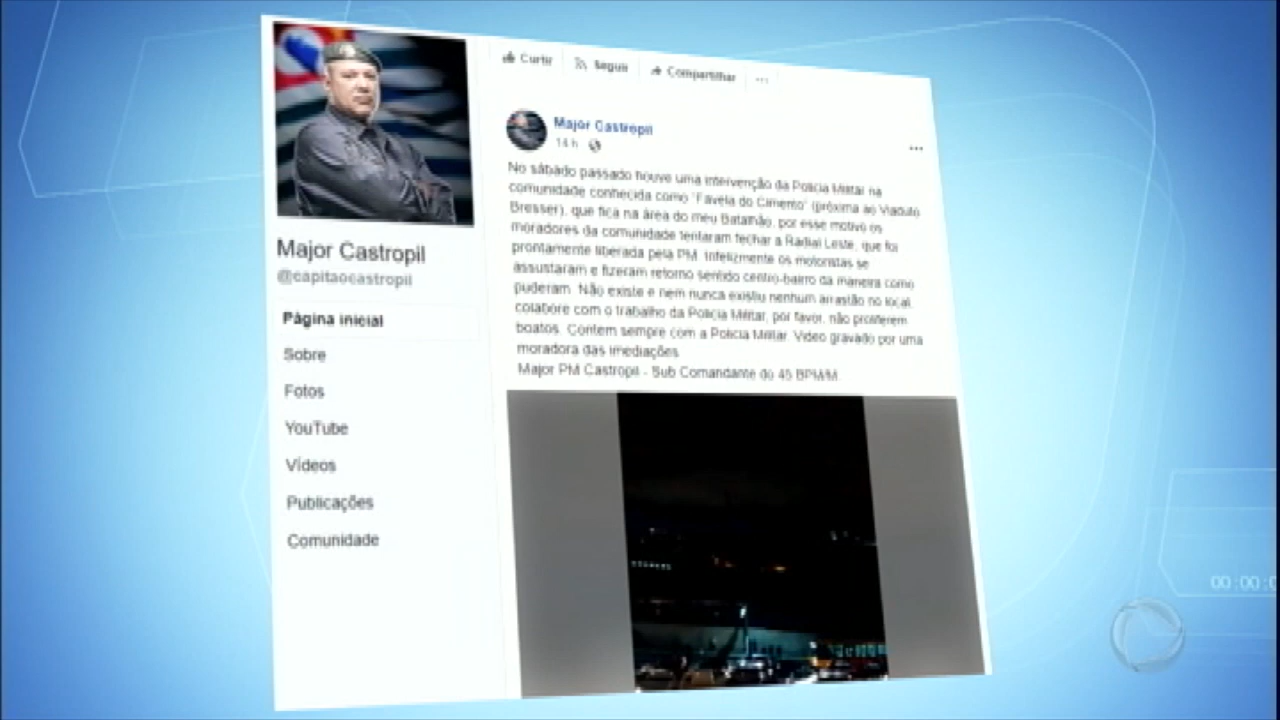 Curtir
Seguir
Compartilhar
Major Castropil
14 h
No sábado passado houve uma intervenção da Polícia Militar na
comunidade conhecida como "Favela do Cimento" (próxima ao Viaduto
Bresser), que fica na área do meu Batalhão, por esse motivo os
moradores da comunidade tentaram fechar a Radial Leste, que foi
prontamente liberada pela PM. Infelizmente os motoristas se
assustaram e fizeram retorno sentido centro-bairro da maneira como
puderam. Não existe e nem nunca existiu nenhum arrastão no local,
colabore com o trabalho da Polícia Militar, por favor, não proliferem
boatos. Contem sempre com a Polícia Militar. Vídeo gravado por uma
moradora das imediações.
Major PM Castropil - Sub Comandante do 45 BPM/M.
Major Castropil
@capitaocastropil
Página inicial
Sobre
Fotos
YouTube
Vídeos
Publicações
Comunidade
00:00:0